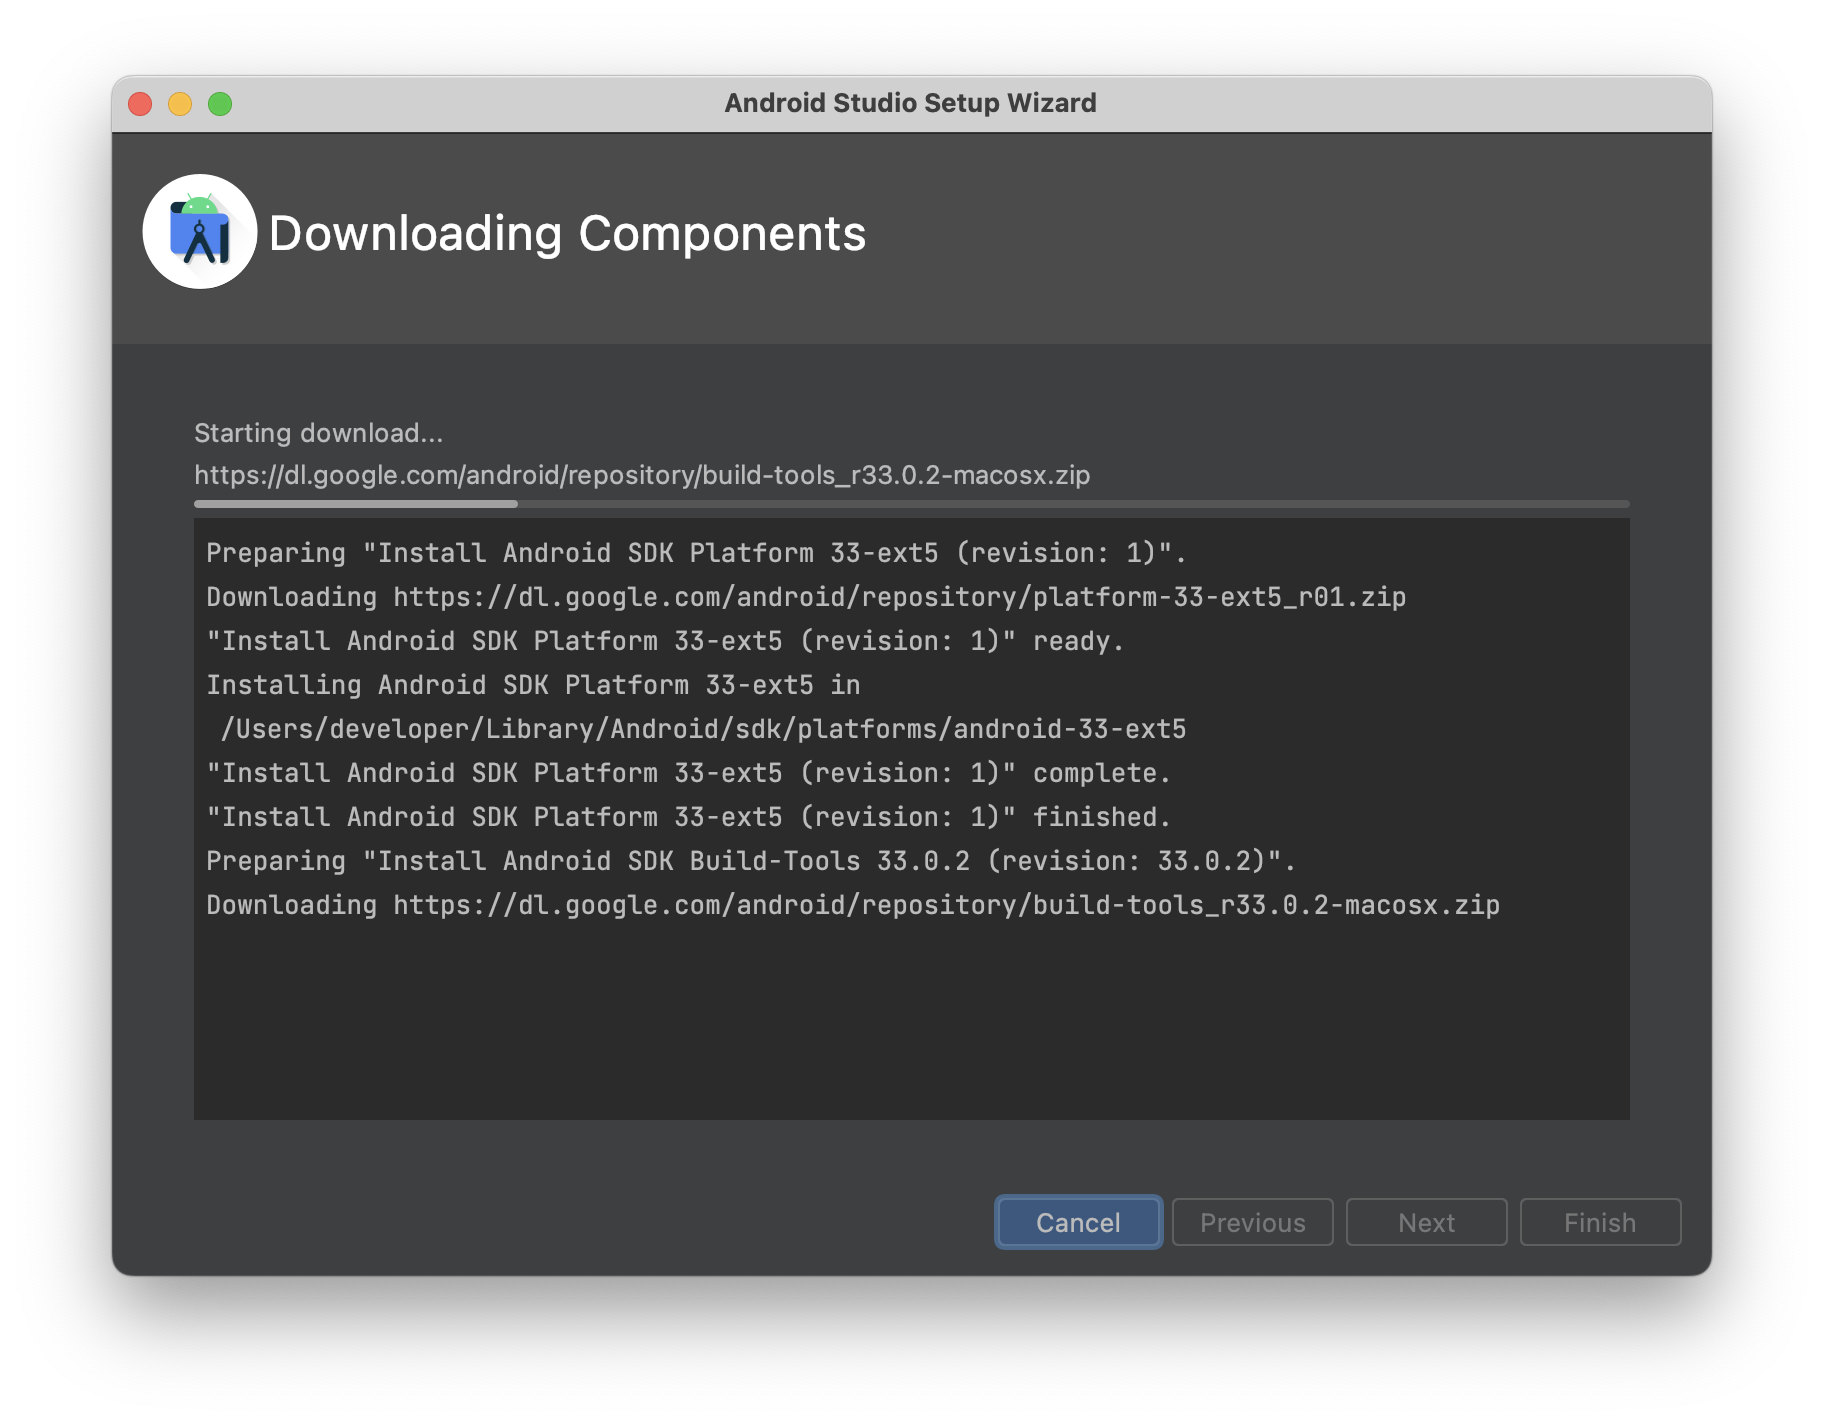 Android Studio Setup Wizard
Downloading Components
Starting download...
https://dl.google.com/android/repository/build-tools_r33.0.2-macosx.zip
Preparing "Install Android SDK Platform 33-ext5 (revision: 1)".
Downloading https://dl.google.com/android/repository/platform-33-ext5_r01.zip
"Install Android SDK Platform 33-ext5 (revision: 1)" ready.
Installing Android SDK Platform 33-ext5 in
/Users/developer/Library/Android/sdk/platforms/android-33-ext5
"Install Android SDK Platform 33-ext5 (revision: 1)" complete.
"Install Android SDK Platform 33-ext5 (revision: 1)" finished.
Preparing "Install Android SDK Build-Tools 33.0.2 (revision: 33.0.2)".
Downloading https://dl.google.com/android/repository/build-tools_r33.0.2-macosx.zip
Cancel Previous Next Finish